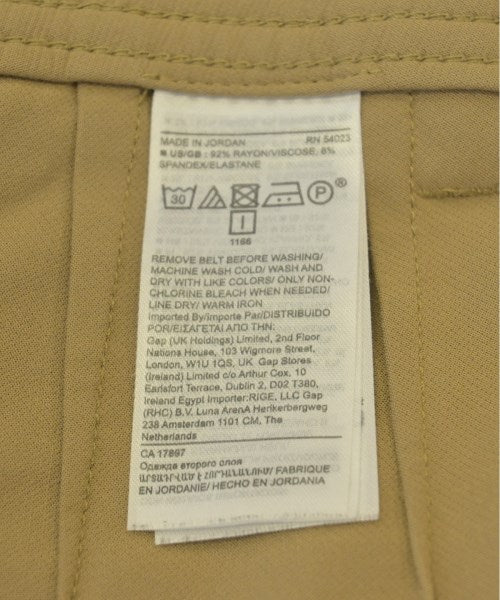 MADE IN JORDAN RN 54023
■ US/GB : 92% RAYON/VISCOSE, 8%
SPANDEX/ELASTANE
30 P ®
1166
REMOVE BELT BEFORE WASHING/
MACHINE WASH COLD/ WASH AND
DRY WITH LIKE COLORS/ ONLY NON-
CHLORINE BLEACH WHEN NEEDED/
LINE DRY/ WARM IRON
Imported By/Importe Par/DISTRIBUIDO
POR/ΕΙΣΑΓΕΤΑΙ ΑΠΟ ΤΗΝ:
Gap (UK Holdings) Limited, 2nd Floor
Nations House, 103 Wigmore Street,
London, W1U 1QS, UK Gap Stores
(Ireland) Limited c/o Arthur Cox, 10
Earlsfort Terrace, Dublin 2, D02 T380,
Ireland Egypt Importer:RIGE, LLC Gap
(RHC) B.V. Luna ArenA Herikerbergweg
238 Amsterdam 1101 CM, The
Netherlands
CA 17897
Одежда второго слоя
ԱՐՏԱԴՐՎԱԾ Է ՀՈՐԴԱՆԱՆՈՒՄ/ FABRIQUE
EN JORDANIE/ HECHO EN JORDANIA